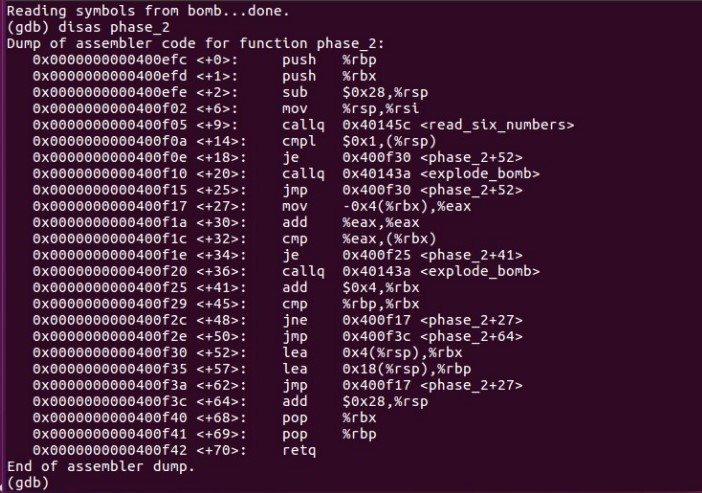 Reading symbols from bomb...done.
(gdb) disas phase_2
Dump of assembler code for function phase_2:
   0x0000000000400efc <+0>:     push   %rbp
   0x0000000000400efd <+1>:     push   %rbx
   0x0000000000400efe <+2>:     sub    $0x28,%rsp
   0x0000000000400f02 <+6>:     mov    %rsp,%rsi
   0x0000000000400f05 <+9>:     callq  0x40145c <read_six_numbers>
   0x0000000000400f0a <+14>:    cmpl   $0x1,(%rsp)
   0x0000000000400f0e <+18>:    je     0x400f30 <phase_2+52>
   0x0000000000400f10 <+20>:    callq  0x40143a <explode_bomb>
   0x0000000000400f15 <+25>:    jmp    0x400f30 <phase_2+52>
   0x0000000000400f17 <+27>:    mov    -0x4(%rbx),%eax
   0x0000000000400f1a <+30>:    add    %eax,%eax
   0x0000000000400f1c <+32>:    cmp    %eax,(%rbx)
   0x0000000000400f1e <+34>:    je     0x400f25 <phase_2+41>
   0x0000000000400f20 <+36>:    callq  0x40143a <explode_bomb>
   0x0000000000400f25 <+41>:    add    $0x4,%rbx
   0x0000000000400f29 <+45>:    cmp    %rbp,%rbx
   0x0000000000400f2c <+48>:    jne    0x400f17 <phase_2+27>
   0x0000000000400f2e <+50>:    jmp    0x400f3c <phase_2+64>
   0x0000000000400f30 <+52>:    lea    0x4(%rsp),%rbx
   0x0000000000400f35 <+57>:    lea    0x18(%rsp),%rbp
   0x0000000000400f3a <+62>:    jmp    0x400f17 <phase_2+27>
   0x0000000000400f3c <+64>:    add    $0x28,%rsp
   0x0000000000400f40 <+68>:    pop    %rbx
   0x0000000000400f41 <+69>:    pop    %rbp
   0x0000000000400f42 <+70>:    retq
End of assembler dump.
(gdb)